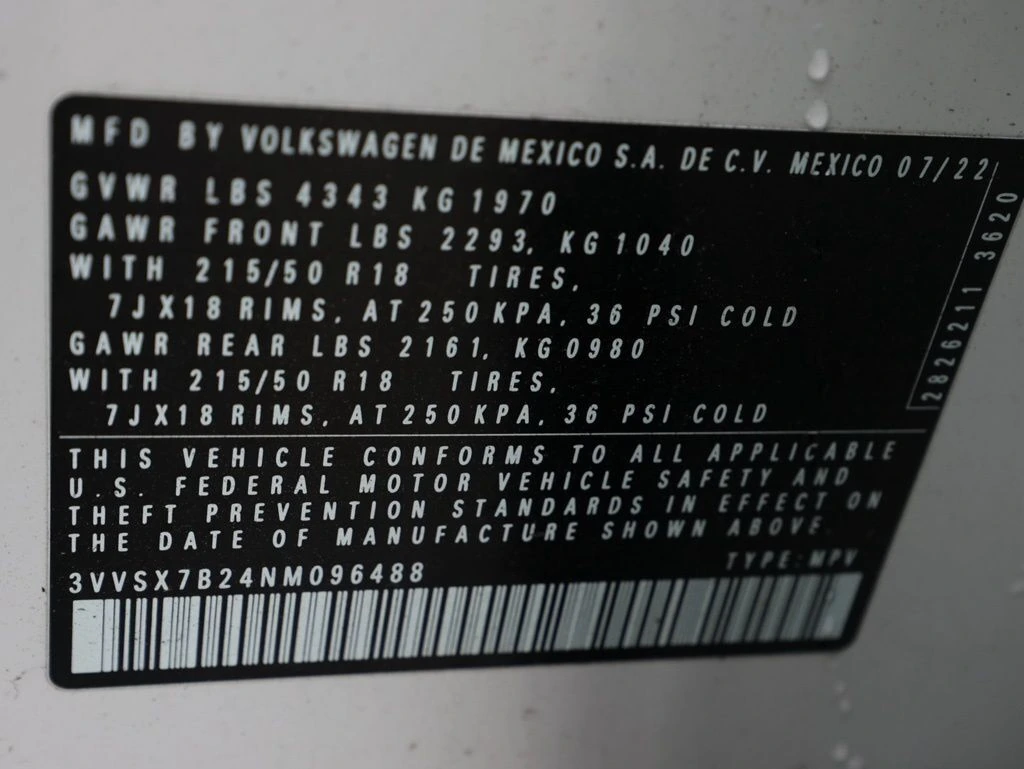 MFD BY VOLKSWAGEN DE MEXICO S.A. DE C.V. MEXICO 07/22
GVWR LBS 4343 KG 1970
GAWR FRONT LBS 2293, KG 1040
WITH 215/50 R18 TIRES,
7JX18 RIMS, AT 250 KPA, 36 PSI COLD
GAWR REAR LBS 2161, KG 0980
WITH 215/50 R18 TIRES,
7JX18 RIMS, AT 250 KPA, 36 PSI COLD
2826211 3620
THIS VEHICLE CONFORMS TO ALL APPLICABLE
U.S. FEDERAL MOTOR VEHICLE SAFETY AND
THEFT PREVENTION STANDARDS IN EFFECT ON
THE DATE OF MANUFACTURE SHOWN ABOVE.
TYPE: MPV
3VVSX7B24NM096488